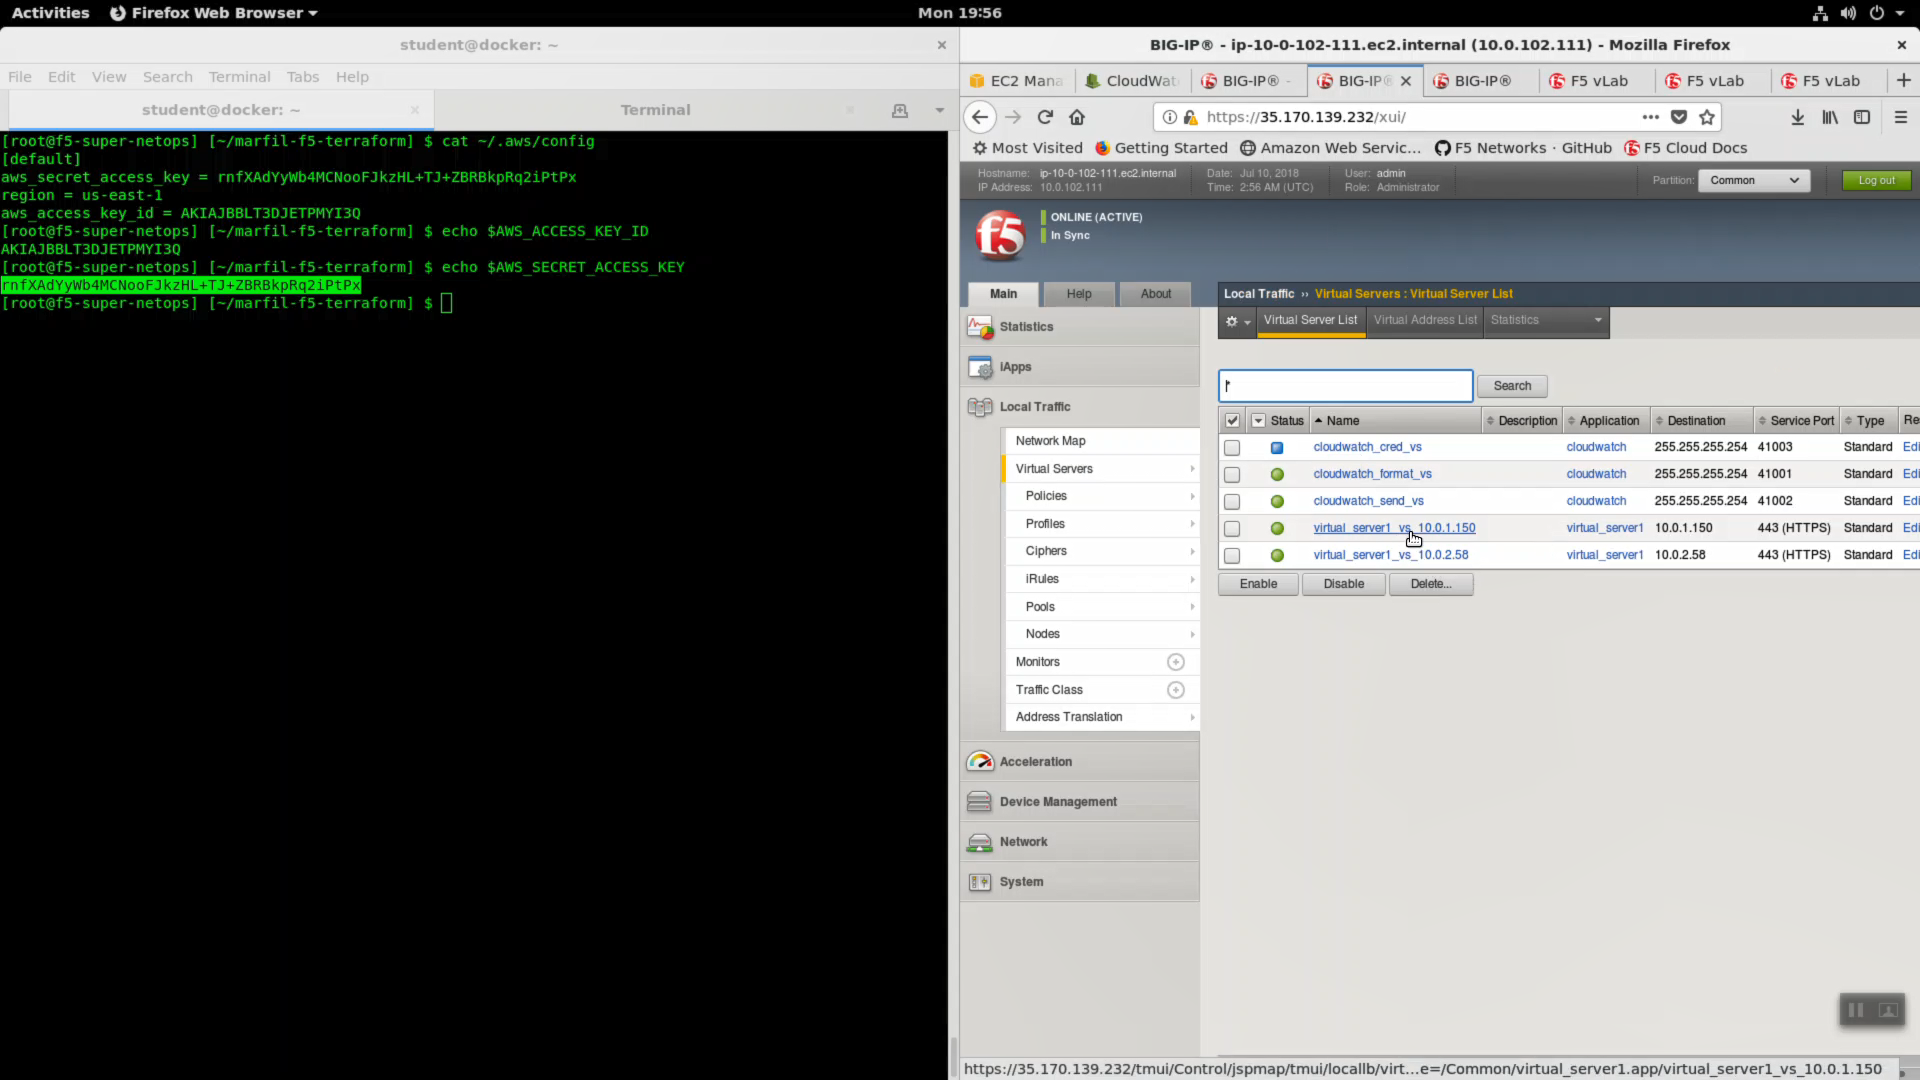 Activities Firefox Web Browser Mon 19:56
student@docker: ~
File Edit View Search Terminal Tabs Help
student@docker: ~ Terminal
[root@f5-super-netops] [~/marfil-f5-terraform] $ cat ~/.aws/config
[default]
aws_secret_access_key = rnfXAdYyWb4MCNooFJkzHL+TJ+ZBRBkpRq2iPtPx
region = us-east-1
aws_access_key_id = AKIAJBBLT3DJETPMYI3Q
[root@f5-super-netops] [~/marfil-f5-terraform] $ echo $AWS_ACCESS_KEY_ID
AKIAJBBLT3DJETPMYI3Q
[root@f5-super-netops] [~/marfil-f5-terraform] $ echo $AWS_SECRET_ACCESS_KEY
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
[root@f5-super-netops] [~/marfil-f5-terraform] $
BIG-IP® - ip-10-0-102-111.ec2.internal (10.0.102.111) - Mozilla Firefox
EC2 Mana CloudWat BIG-IP® - BIG-IP® BIG-IP® F5 vLab F5 vLab F5 vLab
https://35.170.139.232/xui/
Most Visited Getting Started Amazon Web Servic... F5 Networks · GitHub F5 Cloud Docs
Hostname: ip-10-0-102-111.ec2.internal Date: Jul 10, 2018 User: admin
IP Address: 10.0.102.111 Time: 2:56 AM (UTC) Role: Administrator
Partition: Common Log out
f5
ONLINE (ACTIVE)
In Sync
Main Help About
Statistics
iApps
Local Traffic
Network Map
Virtual Servers
Policies
Profiles
Ciphers
iRules
Pools
Nodes
Monitors
Traffic Class
Address Translation
Acceleration
Device Management
Network
System
Local Traffic ›› Virtual Servers : Virtual Server List
Virtual Server List Virtual Address List Statistics
* Search
Status Name Description Application Destination Service Port Type Re
cloudwatch_cred_vs cloudwatch 255.255.255.254 41003 Standard Edi
cloudwatch_format_vs cloudwatch 255.255.255.254 41001 Standard Edi
cloudwatch_send_vs cloudwatch 255.255.255.254 41002 Standard Edi
virtual_server1_vs_10.0.1.150 virtual_server1 10.0.1.150 443 (HTTPS) Standard Edi
virtual_server1_vs_10.0.2.58 virtual_server1 10.0.2.58 443 (HTTPS) Standard Edi
Enable Disable Delete...
https://35.170.139.232/tmui/Control/jspmap/tmui/locallb/virt...e=/Common/virtual_server1.app/virtual_server1_vs_10.0.1.150